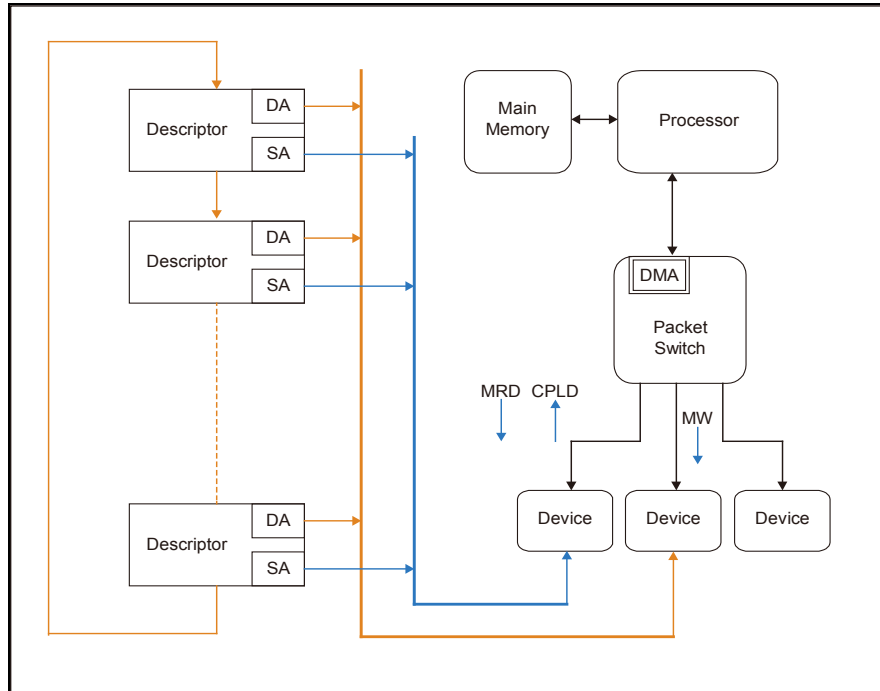 DA
Descriptor
SA
DA
Descriptor
SA
DA
Descriptor
SA
Main
Memory
Processor
DMA
Packet
Switch
MRD CPLD
MW
Device
Device
Device